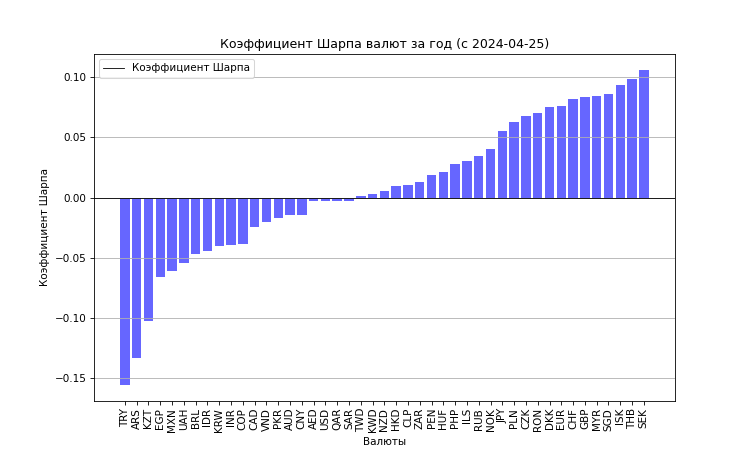 Коэффициент Шарпа валют за год (с 2024-04-25)
Коэффициент Шарпа
Коэффициент Шарпа
0.10
0.05
0.00
−0.05
−0.10
−0.15
TRY ARS KZT EGP MXN UAH BRL IDR KRW INR COP CAD VND PKR AUD CNY AED USD QAR SAR TWD KWD NZD HKD CLP ZAR PEN HUF PHP ILS RUB NOK JPY PLN CZK RON DKK EUR CHF GBP MYR SGD ISK THB SEK
Валюты